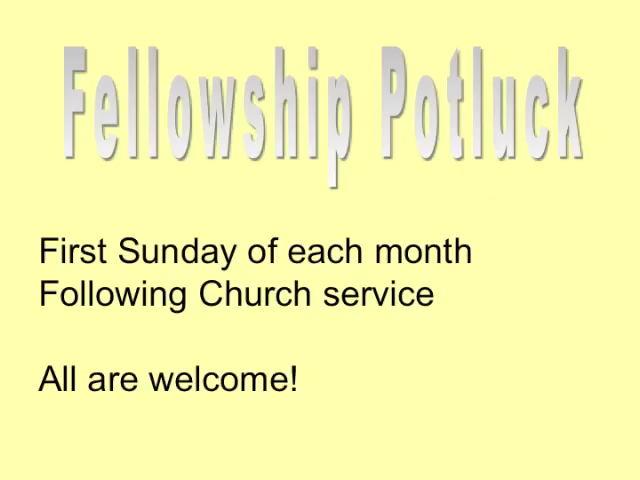 Fellowship Potluck
First Sunday of each month
Following Church service
All are welcome!